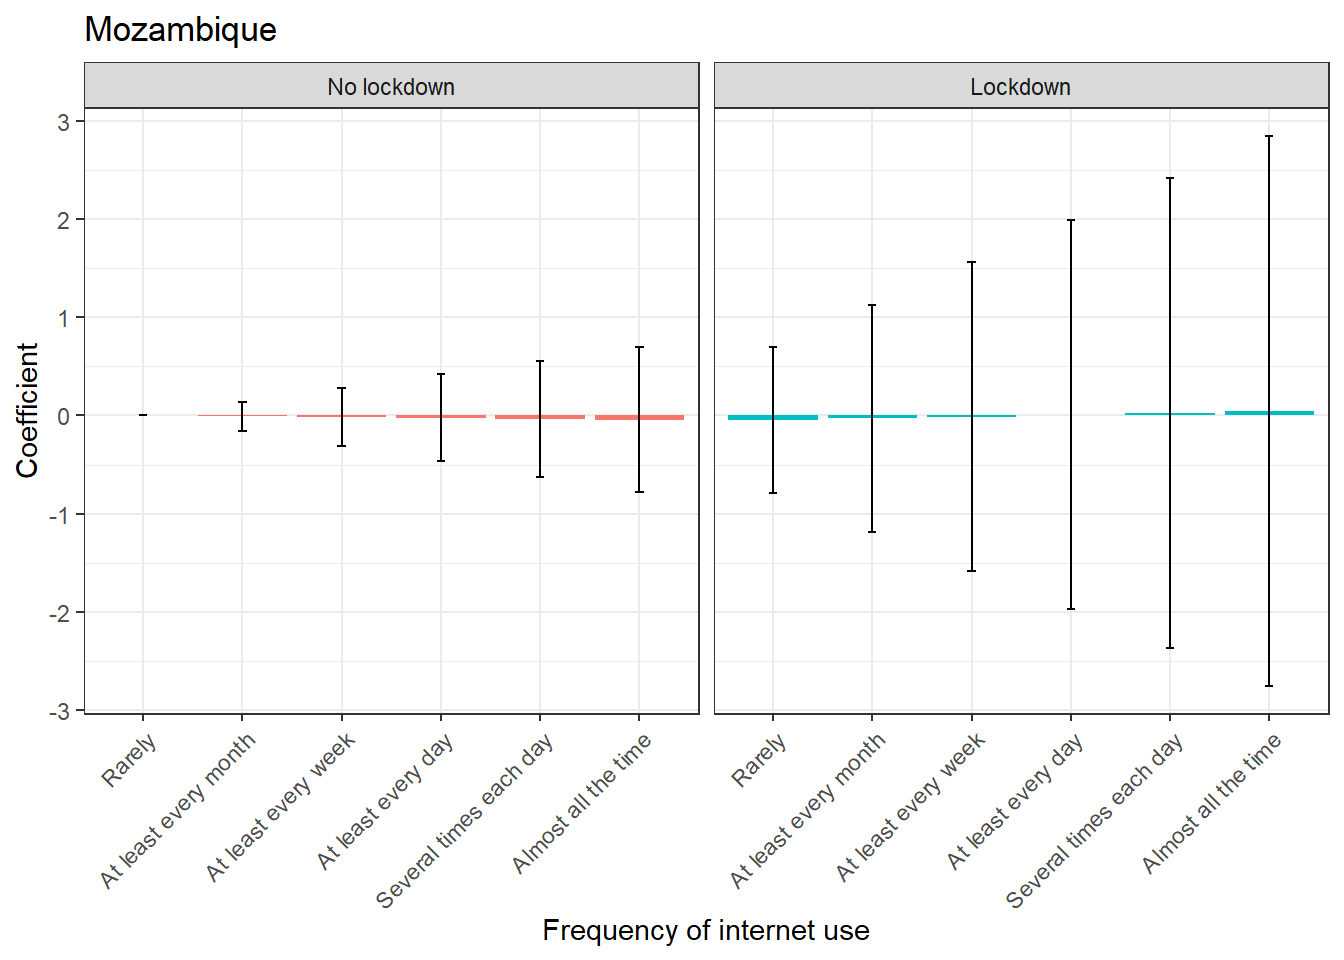 Mozambique
No lockdown
Lockdown
Coefficient
3
2
1
0
-1
-2
-3
Rarely
At least every month
At least every week
At least every day
Several times each day
Almost all the time
Rarely
At least every month
At least every week
At least every day
Several times each day
Almost all the time
Frequency of internet use